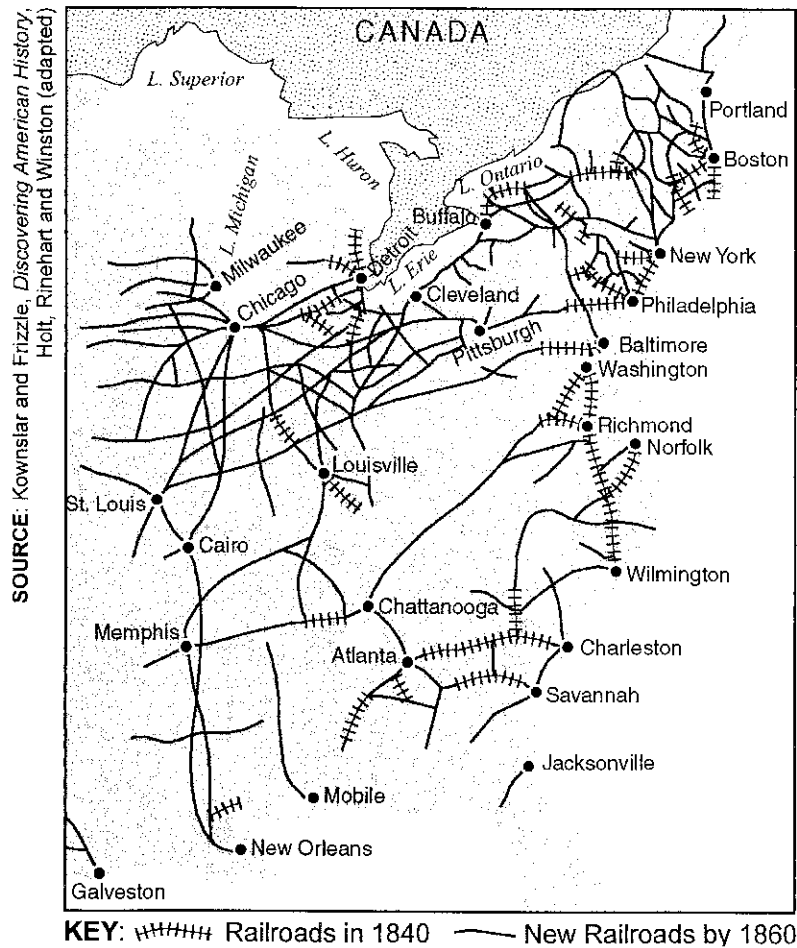 SOURCE: Kownslar and Frizzle, Discovering American History,
Holt, Rinehart and Winston (adapted)
CANADA
L. Superior
L. Huron
L. Michigan
L. Ontario
L. Erie
Portland
Boston
Buffalo
Milwaukee
Detroit
New York
Chicago
Cleveland
Philadelphia
Pittsburgh
Baltimore
Washington
Richmond
Norfolk
Louisville
St. Louis
Cairo
Wilmington
Chattanooga
Memphis
Atlanta
Charleston
Savannah
Jacksonville
Mobile
New Orleans
Galveston
KEY: Railroads in 1840 New Railroads by 1860